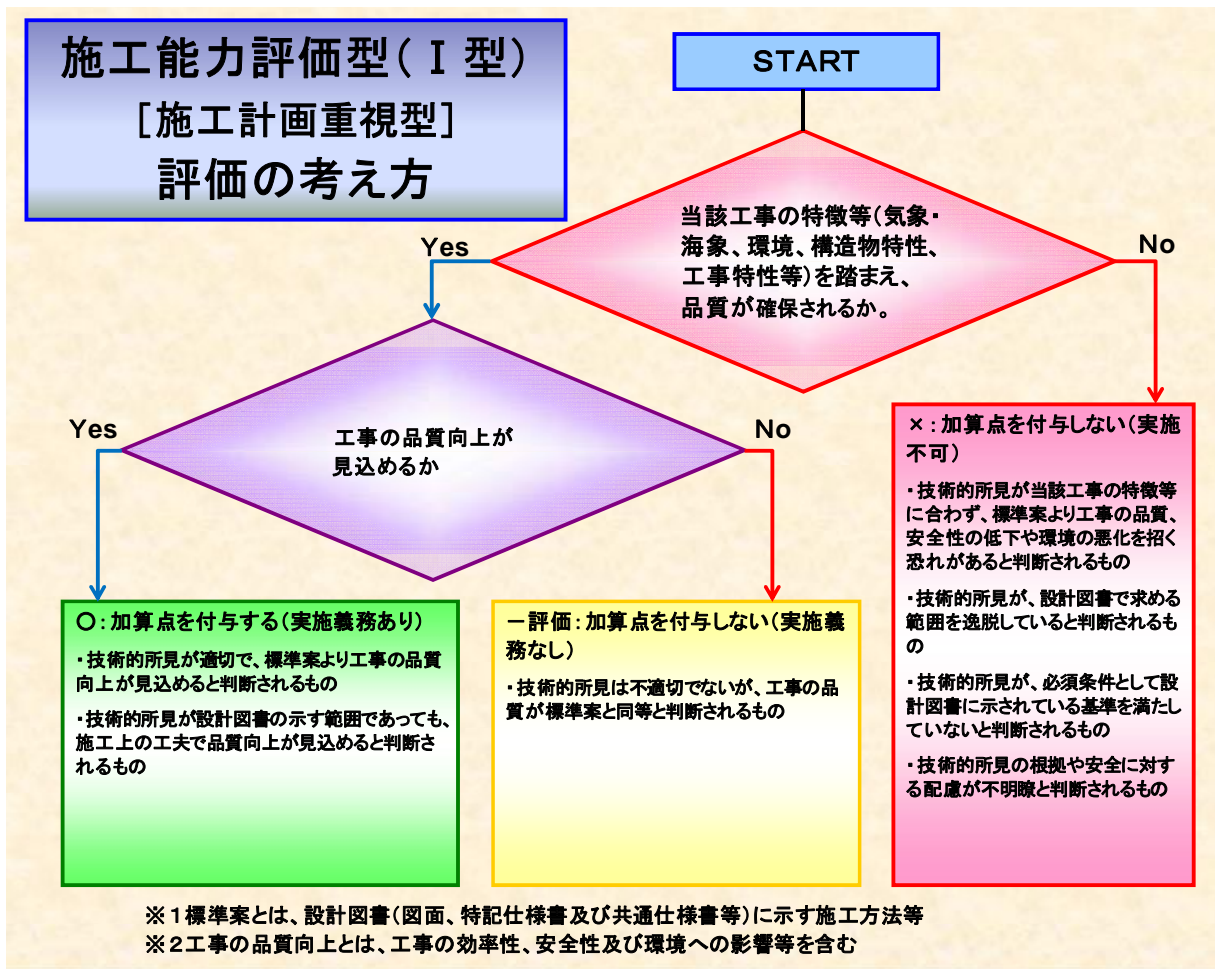 施工能力評価型(Ⅰ型)
[施工計画重視型]
評価の考え方
START
当該工事の特徴等(気象・
海象、環境、構造物特性、
工事特性等)を踏まえ、
品質が確保されるか。
Yes
No
工事の品質向上が
見込めるか
Yes
No
×:加算点を付与しない(実施
不可)
・技術的所見が当該工事の特徴等
に合わず、標準案より工事の品質、
安全性の低下や環境の悪化を招く
恐れがあると判断されるもの
・技術的所見が、設計図書で求める
範囲を逸脱していると判断されるも
の
・技術的所見が、必須条件として設
計図書に示されている基準を満たし
ていないと判断されるもの
・技術的所見の根拠や安全に対す
る配慮が不明瞭と判断されるもの
〇:加算点を付与する(実施義務あり)
・技術的所見が適切で、標準案より工事の品質
向上が見込めると判断されるもの
・技術的所見が設計図書の示す範囲であっても、
施工上の工夫で品質向上が見込めると判断さ
れるもの
－評価:加算点を付与しない(実施義
務なし)
・技術的所見は不適切でないが、工事の品
質が標準案と同等と判断されるもの
※1標準案とは、設計図書(図面、特記仕様書及び共通仕様書等)に示す施工方法等
※2工事の品質向上とは、工事の効率性、安全性及び環境への影響等を含む